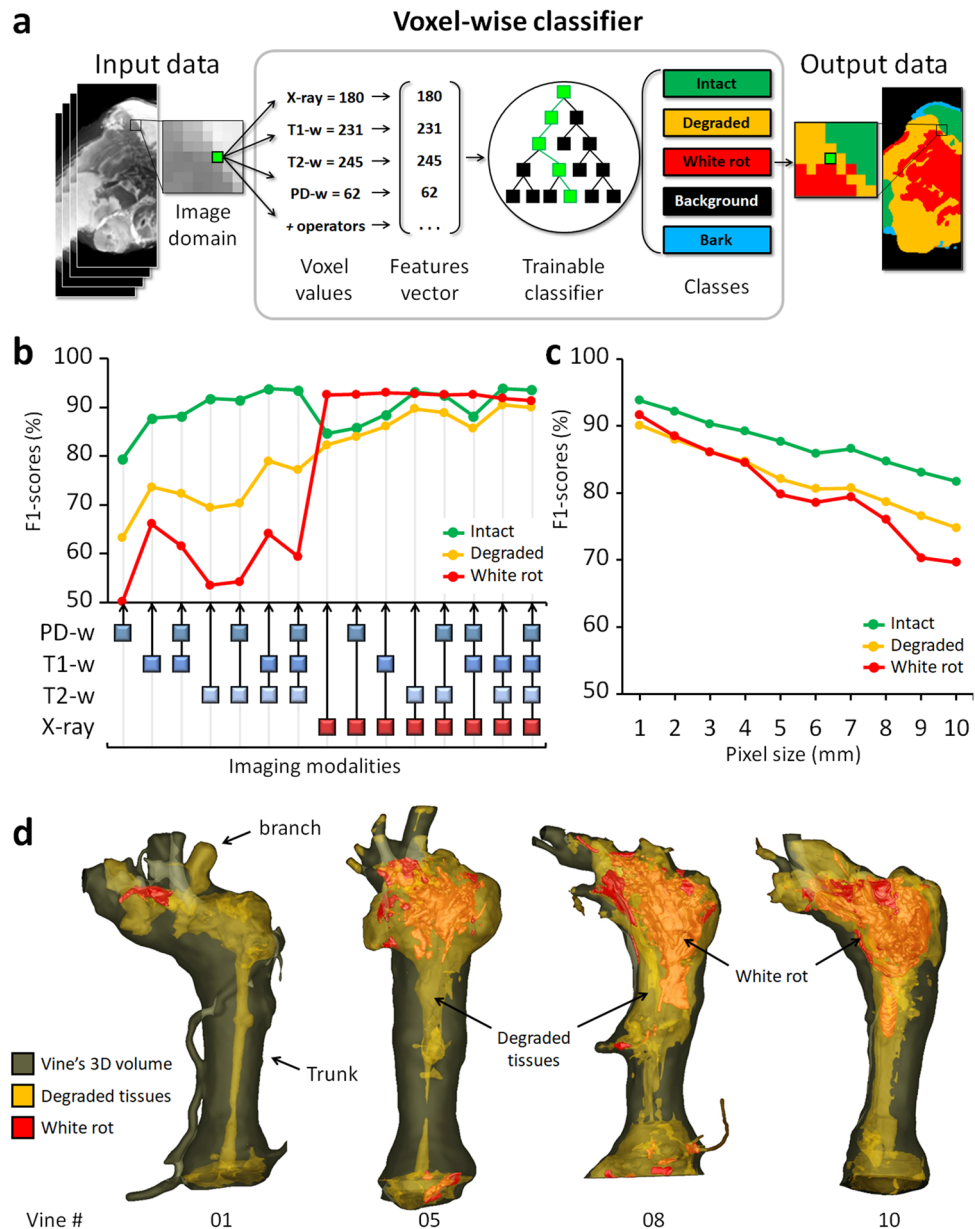 a
Voxel-wise classifier
Input data
Output data
X-ray = 180
180
T1-w = 231
231
T2-w = 245
245
PD-w = 62
62
+ operators
...
Image
domain
Voxel
values
Features
vector
Trainable
classifier
Intact
Degraded
White rot
Background
Bark
Classes
b
100
90
80
70
60
50
F1-scores (%)
Intact
Degraded
White rot
PD-w
T1-w
T2-w
X-ray
Imaging modalities
c
100
90
80
70
60
50
F1-scores (%)
Intact
Degraded
White rot
1 2 3 4 5 6 7 8 9 10
Pixel size (mm)
d
branch
Trunk
Degraded
tissues
White rot
Vine's 3D volume
Degraded tissues
White rot
Vine # 01 05 08 10